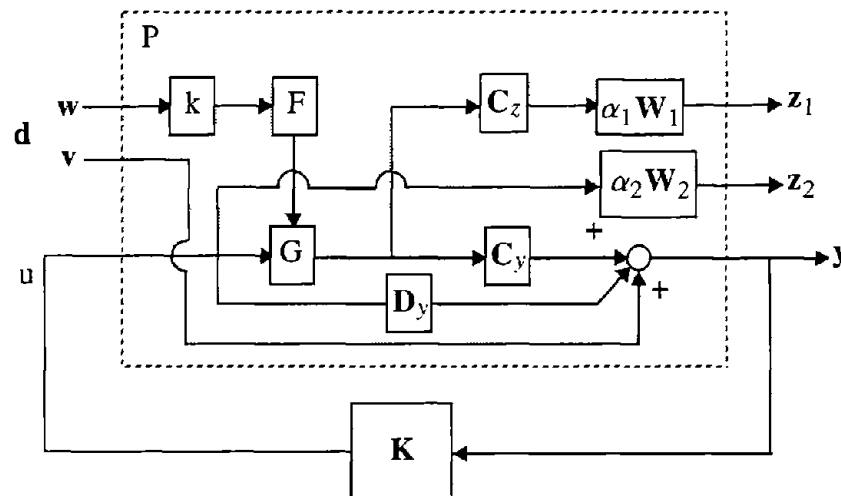 P
w k F C_z α_1 W_1 z_1
d
v α_2 W_2 z_2
+
u G C_y y
D_y +
K